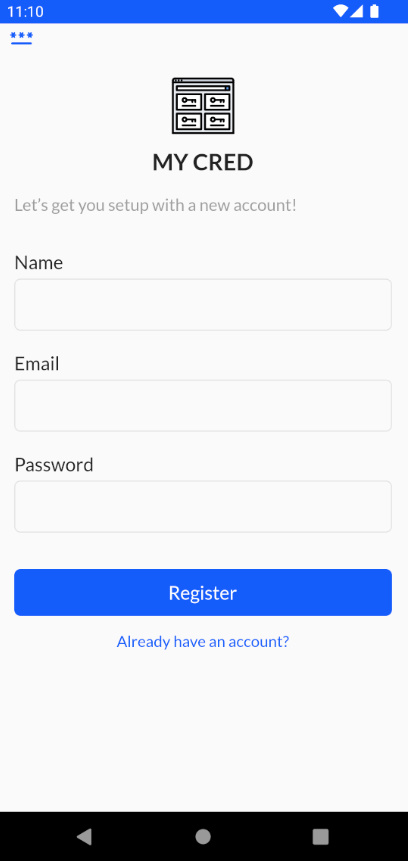 11:10
***
MY CRED
Let's get you setup with a new account!
Name
Email
Password
Register
Already have an account?